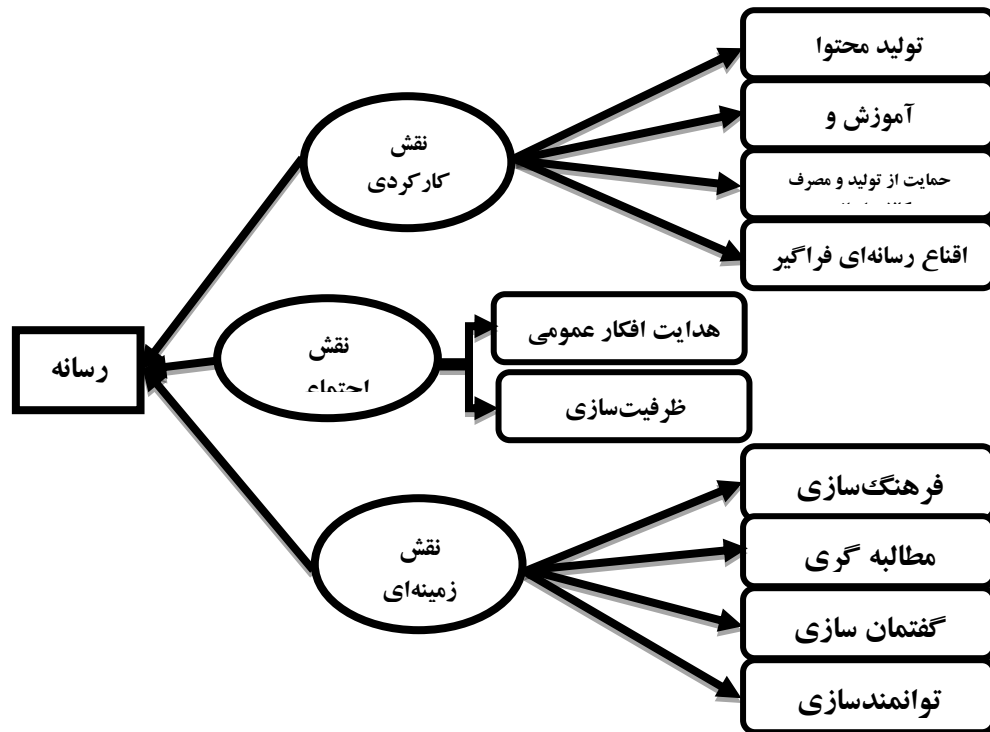 تولید محتوا
آموزش و
حمایت از تولید و مصرف
اقناع رسانه‌ای فراگیر
نقش
کارکردی
هدایت افکار عمومی
ظرفیت‌سازی
نقش
رسانه
فرهنگ‌سازی
مطالبه گری
گفتمان سازی
توانمندسازی
نقش
زمینه‌ای